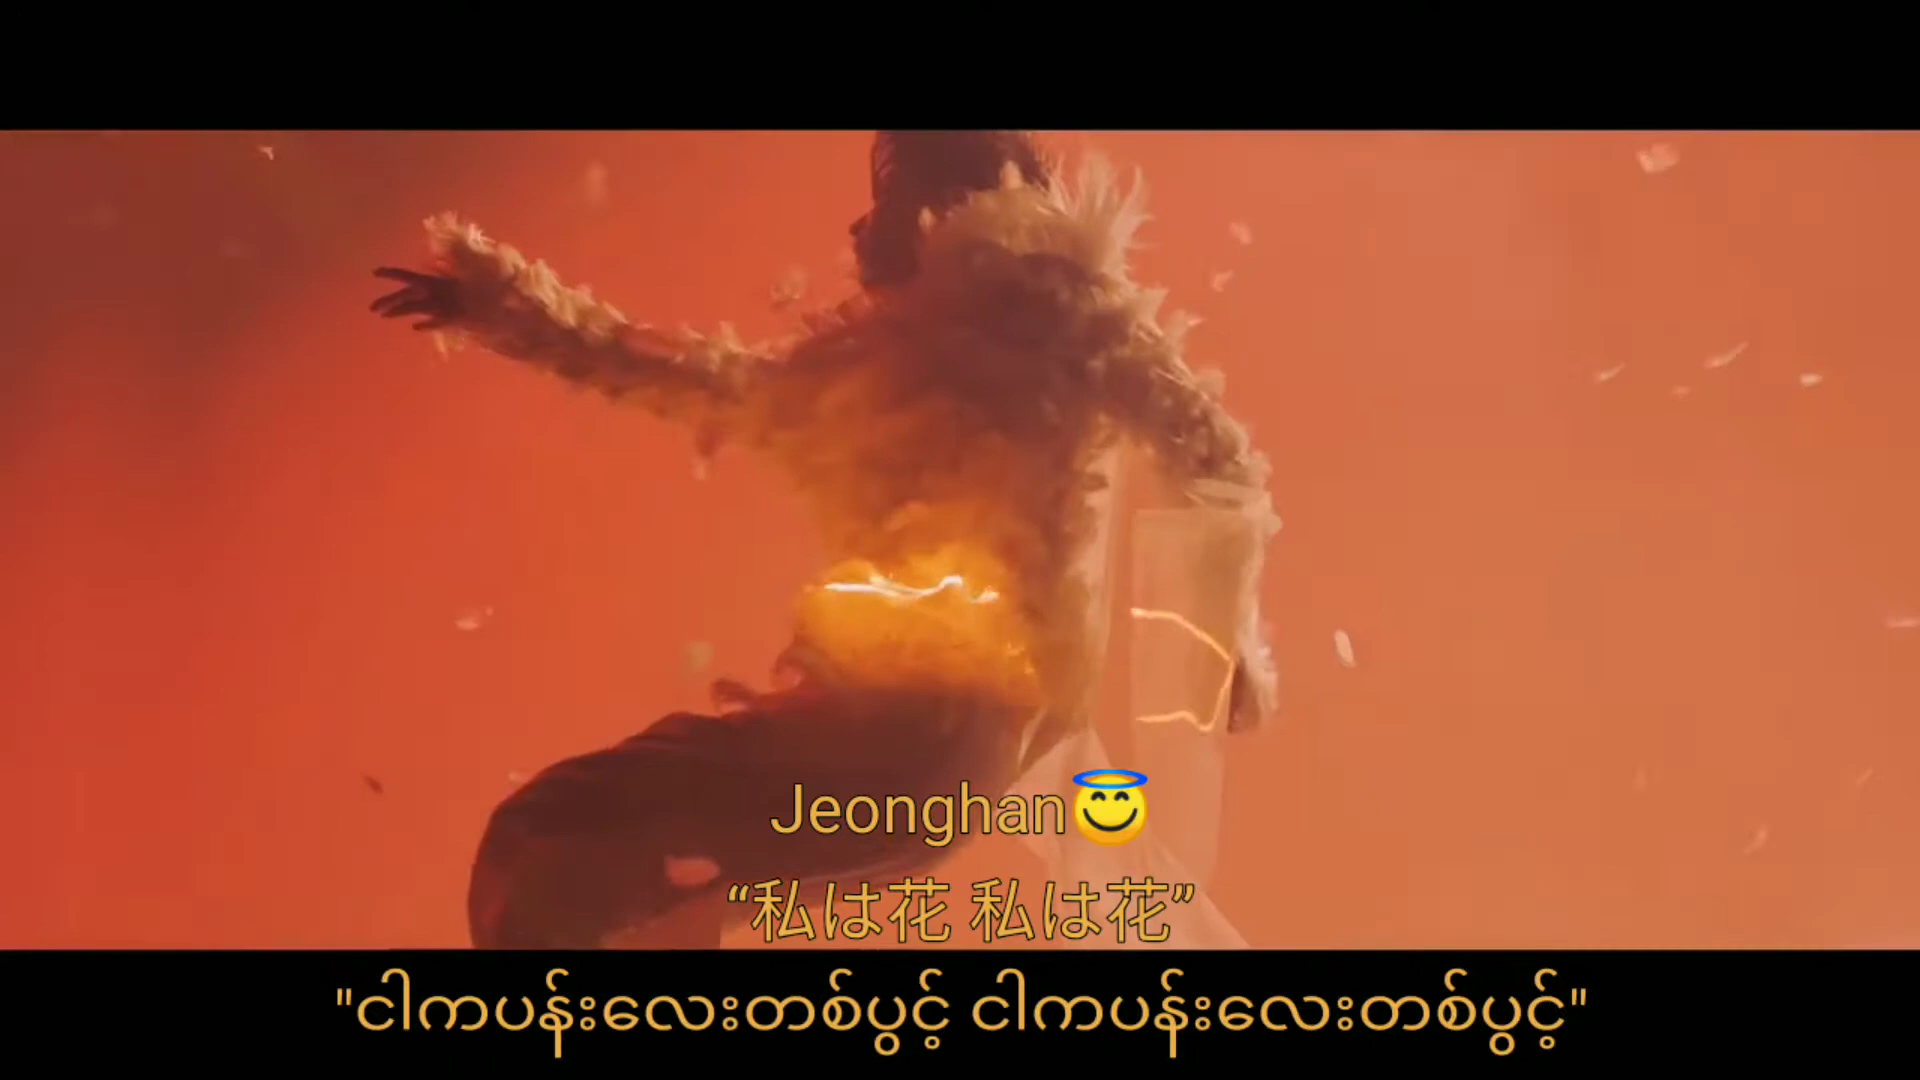 Jeonghan😇
“私は花 私は花”
"ငါကပန်းလေးတစ်ပွင့် ငါကပန်းလေးတစ်ပွင့်"